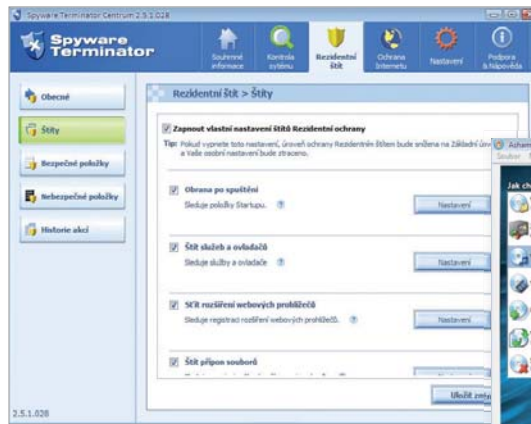 Spyware Terminator Centrum 2.5.1.028
Spyware
Terminator
Souhrnné
informace
Kontrola
systému
Rezidentní
štít
Ochrana
Internetu
Nastavení
Podpora
& Nápověda
Obecné
Štíty
Bezpečné položky
Nebezpečné položky
Historie akcí
Rezidentní štít > Štíty
Zapnout vlastní nastavení štítů Rezidentní ochrany
Tip: Pokud vypnete toto nastavení, úroveň ochrany Rezidentním štítem bude snížena na Základní
a Vaše osobní nastavení bude ztraceno.
Obrana po spuštění
Sleduje položky Startupu.
Nastavení
Štít služeb a ovladačů
Sleduje služby a ovladače
Nastavení
Štít rozšíření webových prohlížečů
Sleduje registraci rozšíření webových prohlížečů.
Nastavení
Štít přípon souborů
Uložit
2.5.1.028
Soubor
Jak